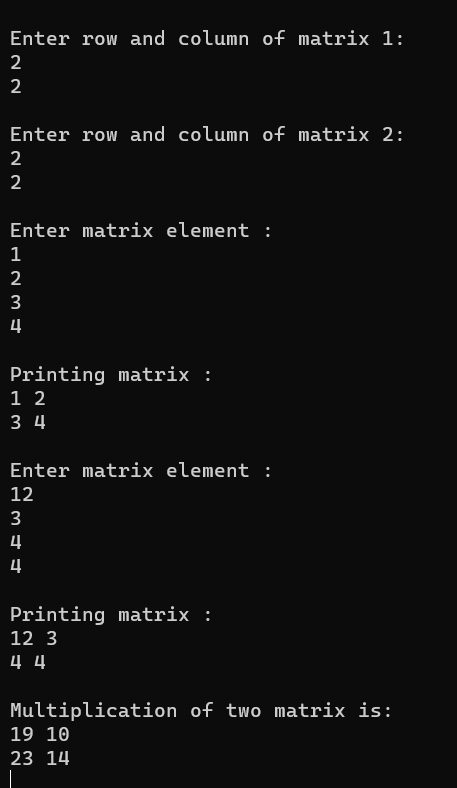 Enter row and column of matrix 1:
2
2
Enter row and column of matrix 2:
2
2
Enter matrix element :
1
2
3
4
Printing matrix :
1 2
3 4
Enter matrix element :
12
3
4
4
Printing matrix :
12 3
4 4
Multiplication of two matrix is:
19 10
23 14